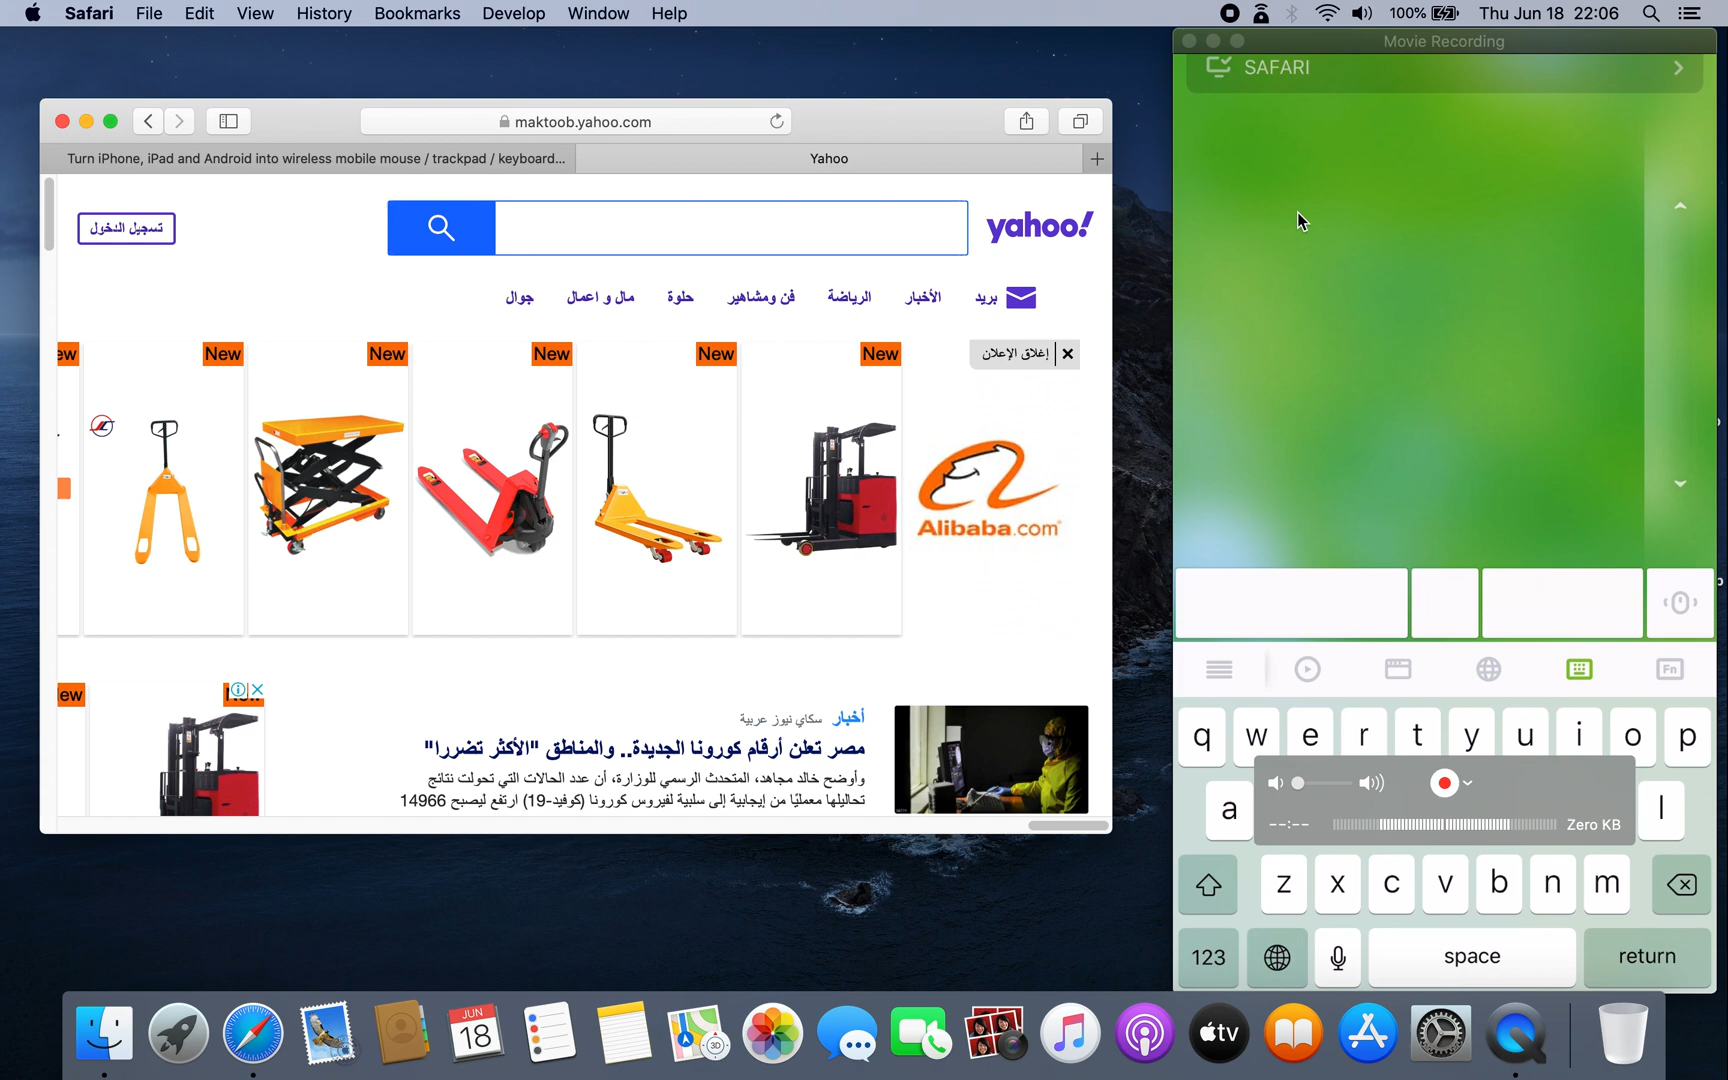 Safari File Edit View History Bookmarks Develop Window Help
100% Thu Jun 18 22:06
maktoob.yahoo.com
Turn iPhone, iPad and Android into wireless mobile mouse / trackpad / keyboard...
Yahoo
تسجيل الدخول
yahoo!
بريد الأخبار الرياضة فن ومشاهير حلوة مال و اعمال جوال
إغلاق الإعلان
ew New New New New New
Alibaba.com
ew
أخبار سكاي نيوز عربية
مصر تعلن أرقام كورونا الجديدة.. والمناطق "الأكثر تضررا"
وأوضح خالد مجاهد، المتحدث الرسمي للوزارة، أن عدد الحالات التي تحولت نتائج
تحاليلها معمليًا من إيجابية إلى سلبية لفيروس كورونا (كوفيد-19) ارتفع ليصبح 14966
Movie Recording
SAFARI
Fn
q w e r t y u i o p
a l
--:-- Zero KB
z x c v b n m
123 space return
JUN
18
3D
tv